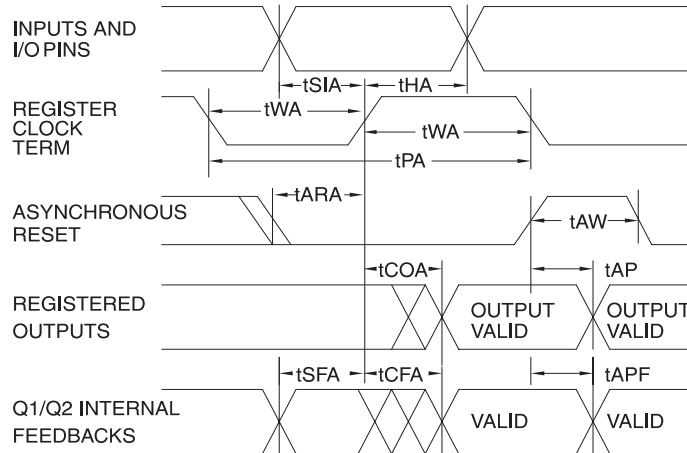 INPUTS AND
I/O PINS
tSIA
tHA
REGISTER
CLOCK
TERM
tWA
tWA
tPA
ASYNCHRONOUS
RESET
tARA
tAW
REGISTERED
OUTPUTS
tCOA
tAP
OUTPUT
VALID
OUTPUT
VALID
Q1/Q2 INTERNAL
FEEDBACKS
tSFA
tCFA
tAPF
VALID
VALID